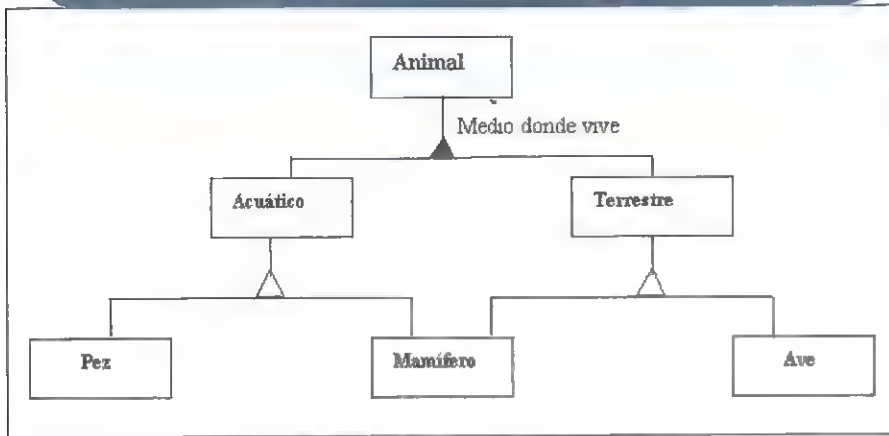 Animal
Medio donde vive
Acuático
Terrestre
Pez
Mamífero
Ave